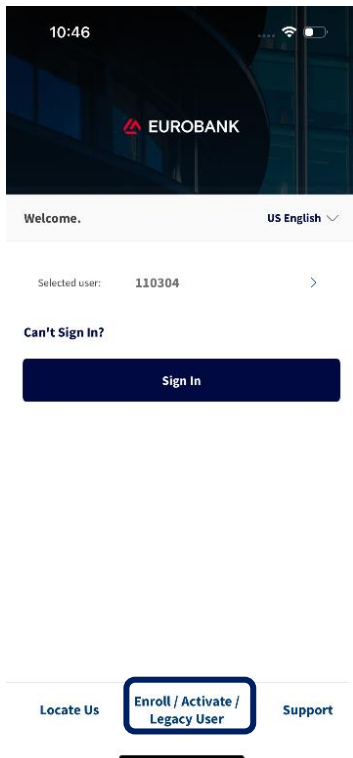 10:46
EUROBANK
Welcome.
US English
Selected user: 110304
Can't Sign In?
Sign In
Locate Us
Enroll / Activate /
Legacy User
Support